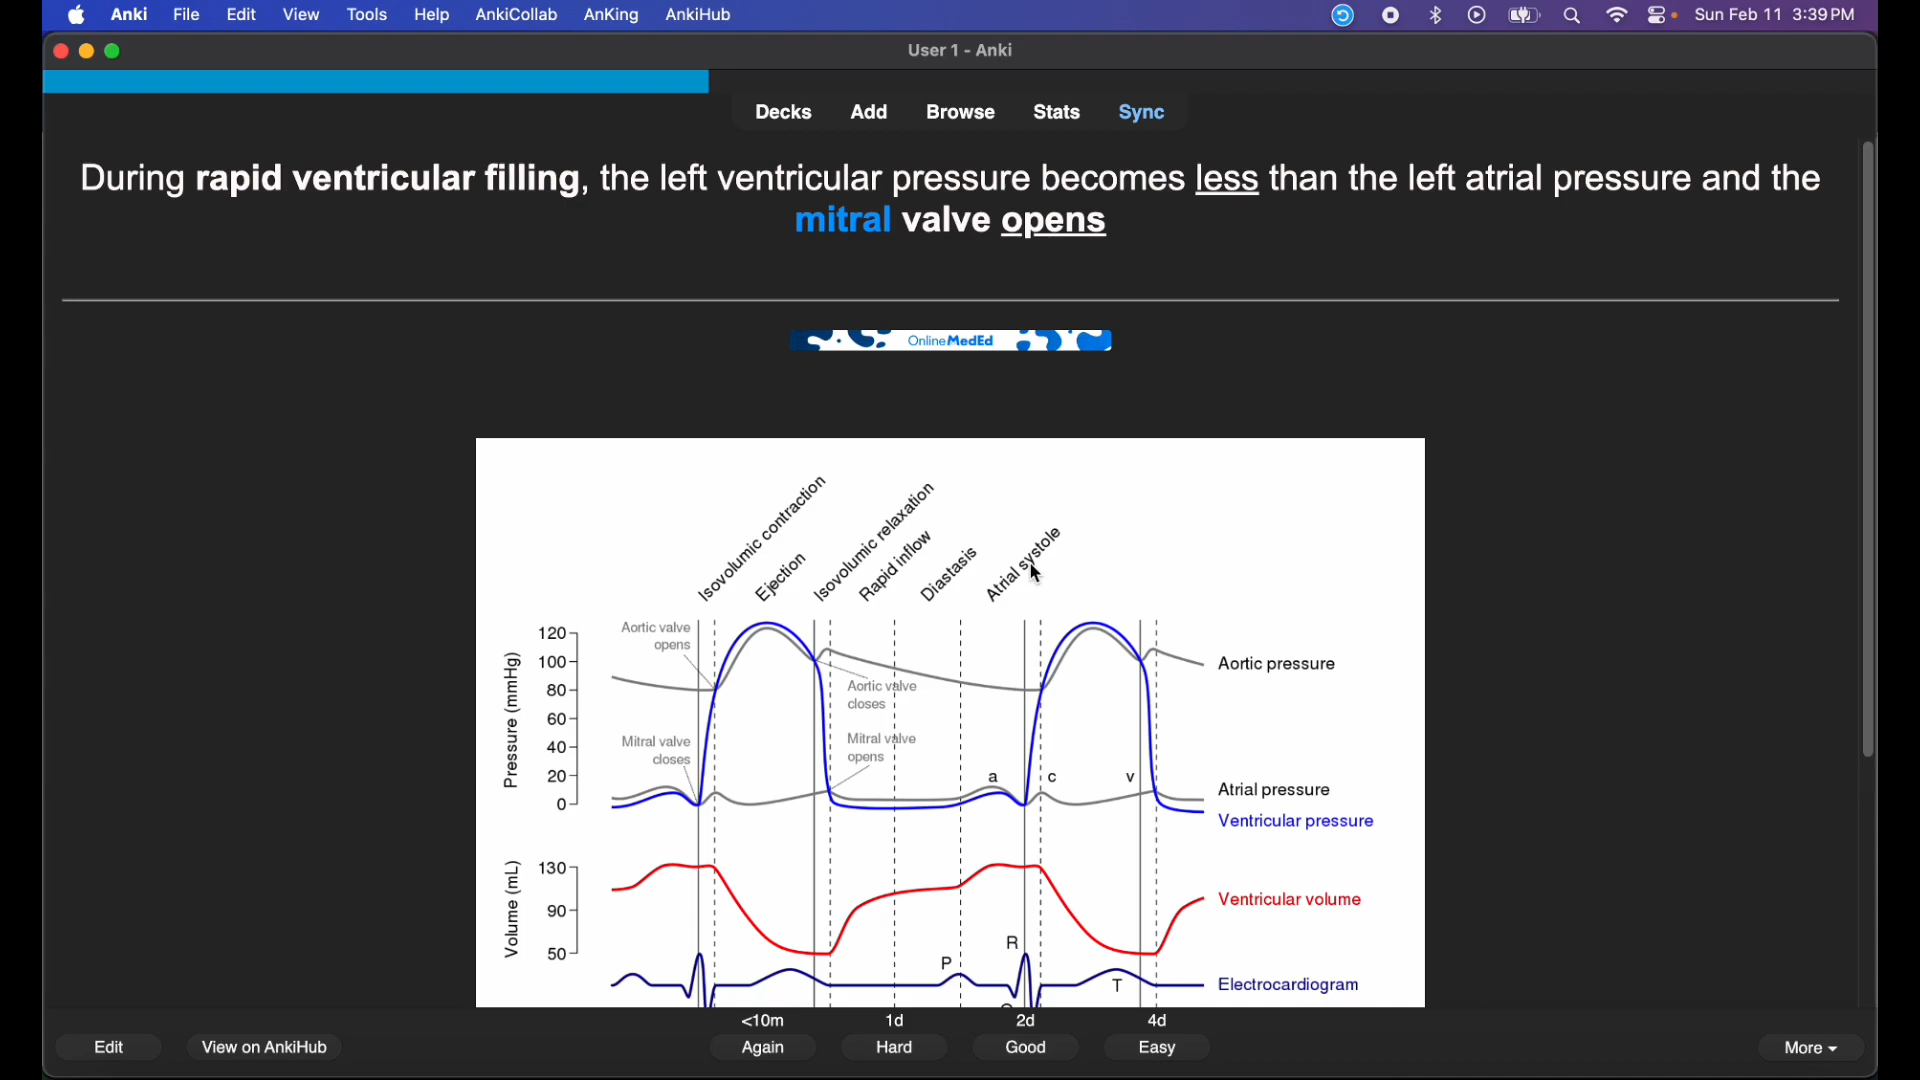 Anki File Edit View Tools Help AnkiCollab AnKing AnkiHub Sun Feb 11 3:39 PM
User 1 - Anki
Decks Add Browse Stats Sync
During rapid ventricular filling, the left ventricular pressure becomes less than the left atrial pressure and the
mitral valve opens
OnlineMedEd
Isovolumic contraction
Ejection
Isovolumic relaxation
Rapid inflow
Diastasis
Atrial systole
Pressure (mmHg)
120
100
80
60
40
20
0
Aortic valve
opens
Aortic valve
closes
Mitral valve
closes
Mitral valve
opens
a c v
Aortic pressure
Atrial pressure
Ventricular pressure
Volume (mL)
130
90
50
Ventricular volume
R
P
T
Electrocardiogram
<10m 1d 2d 4d
Edit View on AnkiHub Again Hard Good Easy More